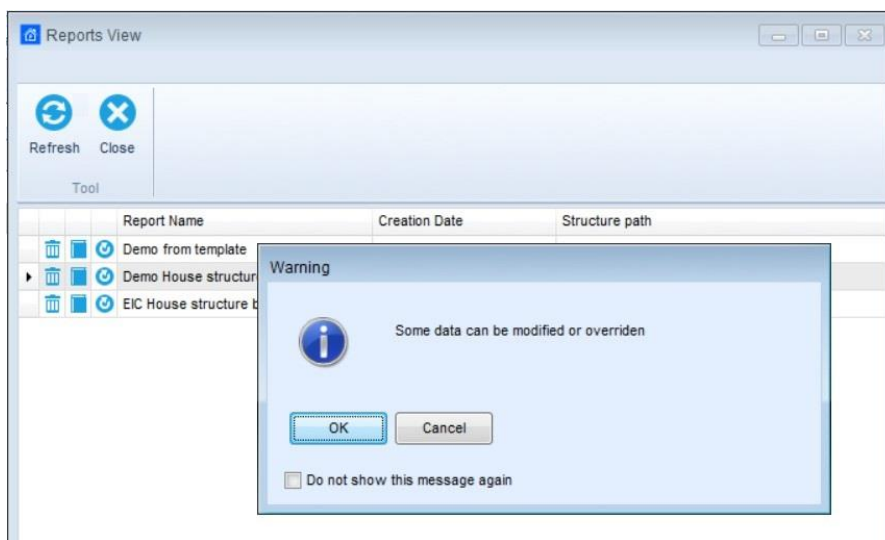 Reports View
Refresh Close
Tool
Report Name Creation Date Structure path
Demo from template
Demo House structure
EIC House structure b
Warning
Some data can be modified or overriden
OK Cancel
Do not show this message again